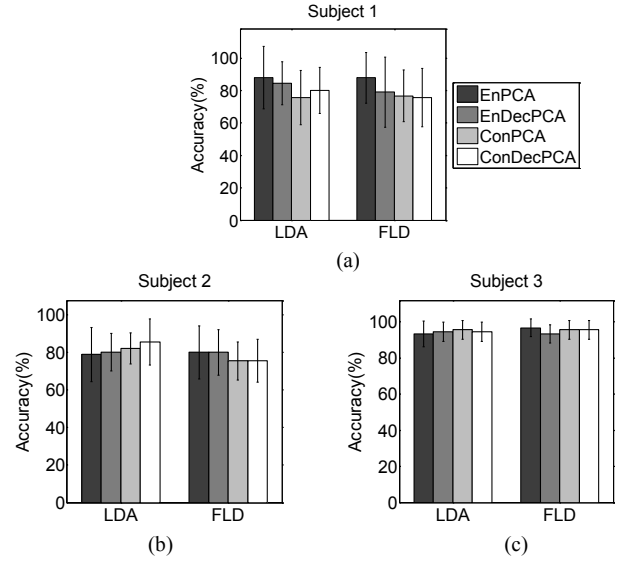 Subject 1
Accuracy(%)
100
80
60
40
20
0
LDA
FLD
EnPCA
EnDecPCA
ConPCA
ConDecPCA
(a)
Subject 2
Accuracy(%)
100
80
60
40
20
0
LDA
FLD
(b)
Subject 3
Accuracy(%)
100
80
60
40
20
0
LDA
FLD
(c)